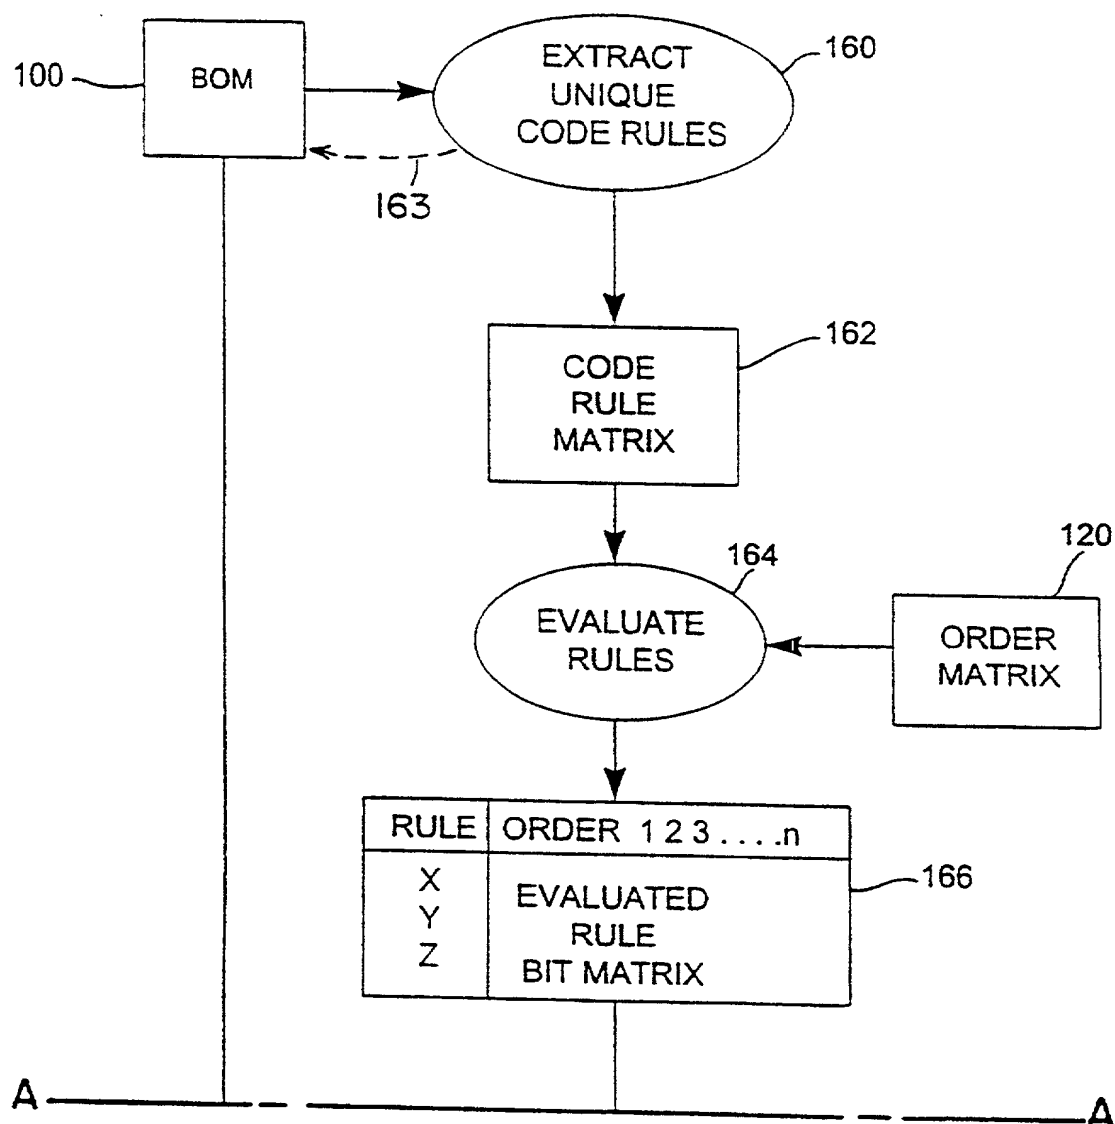 100
BOM
EXTRACT
UNIQUE
CODE RULES
160
163
CODE
RULE
MATRIX
162
EVALUATE
RULES
164
120
ORDER
MATRIX
RULE
ORDER 1 2 3 . . . .n
X
Y
Z
EVALUATED
RULE
BIT MATRIX
166
A
A